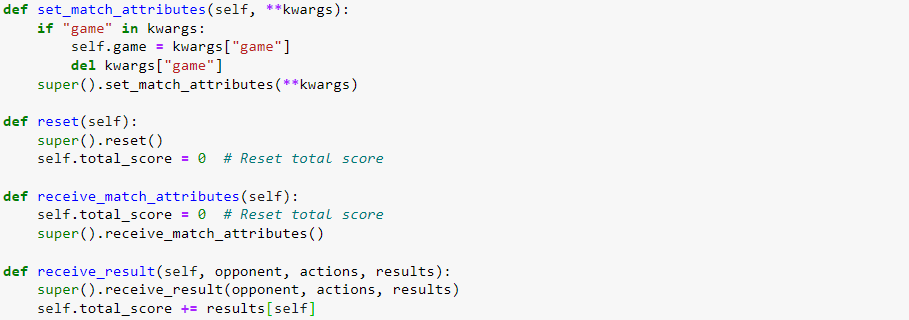 def set_match_attributes(self, **kwargs):
    if "game" in kwargs:
        self.game = kwargs["game"]
        del kwargs["game"]
    super().set_match_attributes(**kwargs)

def reset(self):
    super().reset()
    self.total_score = 0  # Reset total score

def receive_match_attributes(self):
    self.total_score = 0  # Reset total score
    super().receive_match_attributes()

def receive_result(self, opponent, actions, results):
    super().receive_result(opponent, actions, results)
    self.total_score += results[self]